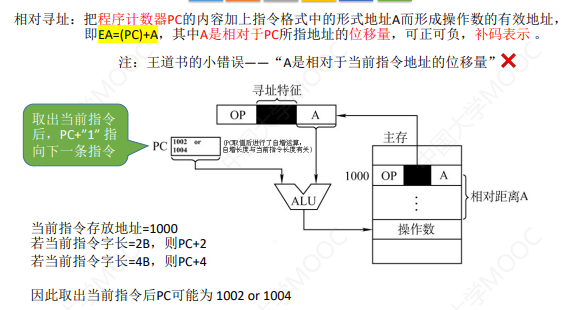 相对寻址：把程序计数器PC的内容加上指令格式中的形式地址A而形成操作数的有效地址，
即EA=(PC)+A，其中A是相对于PC所指地址的位移量，可正可负，补码表示 。
注：王道书的小错误——“A是相对于当前指令地址的位移量”
寻址特征
OP A
取出当前指令
后，PC+“1” 指
向下一条指令
PC
1002 or
1004
(PC取值后进行了自增运算，
自增长度与当前指令长度有关)
ALU
主存
1000 OP A
相对距离A
操作数
当前指令存放地址=1000
若当前指令字长=2B，则PC+2
若当前指令字长=4B，则PC+4
因此取出当前指令后PC可能为 1002 or 1004